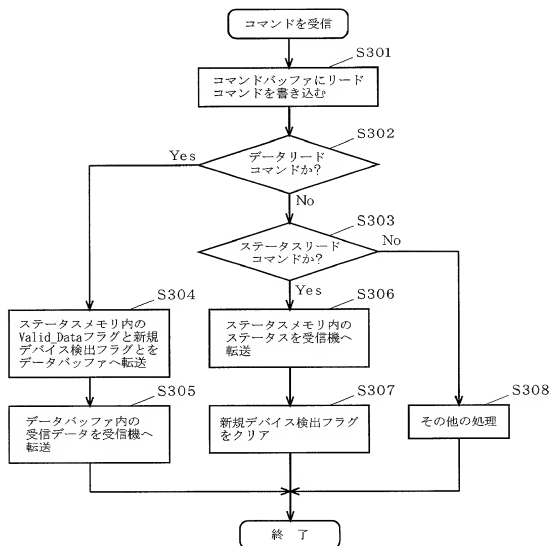 コマンドを受信
S301
コマンドバッファにリード
コマンドを書き込む
S302
データリード
コマンドか?
Yes
No
S303
ステータスリード
コマンドか?
No
Yes
S304
ステータスメモリ内の
Valid_Dataフラグと新規
デバイス検出フラグとを
データバッファへ転送
S306
ステータスメモリ内の
ステータスを受信機へ
転送
S305
データバッファ内の
受信データを受信機へ
転送
S307
新規デバイス検出フラグ
をクリア
S308
その他の処理
終 了